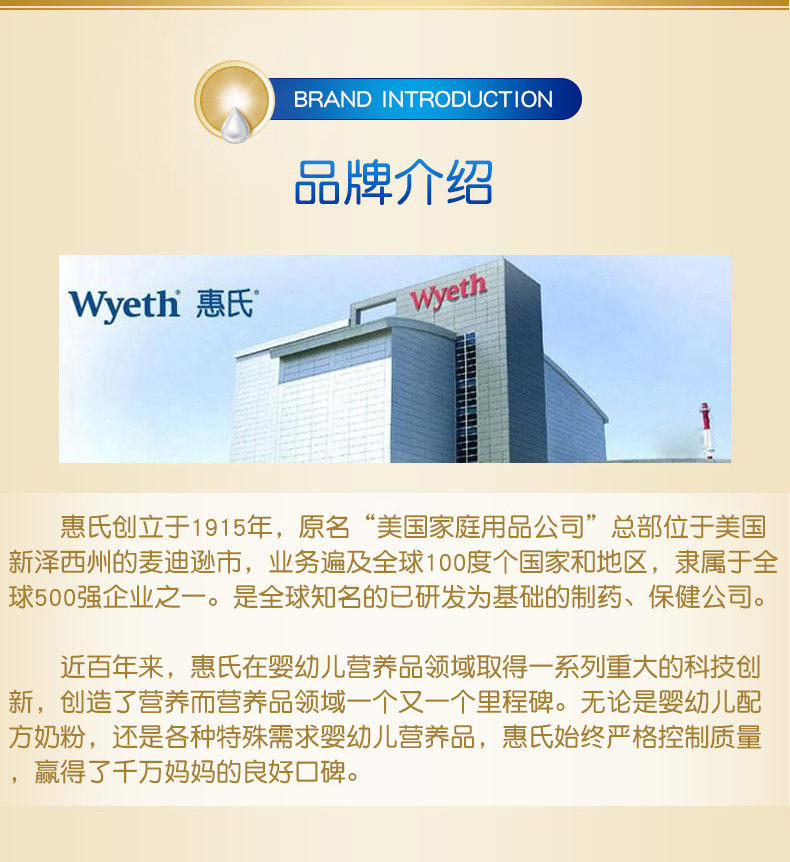 BRAND INTRODUCTION
品牌介绍
Wyeth® 惠氏®
Wyeth
惠氏创立于1915年，原名“美国家庭用品公司”总部位于美国
新泽西州的麦迪逊市，业务遍及全球100度个国家和地区，隶属于全
球500强企业之一。是全球知名的已研发为基础的制药、保健公司。
近百年来，惠氏在婴幼儿营养品领域取得一系列重大的科技创
新，创造了营养而营养品领域一个又一个里程碑。无论是婴幼儿配
方奶粉，还是各种特殊需求婴幼儿营养品，惠氏始终严格控制质量
，赢得了千万妈妈的良好口碑。